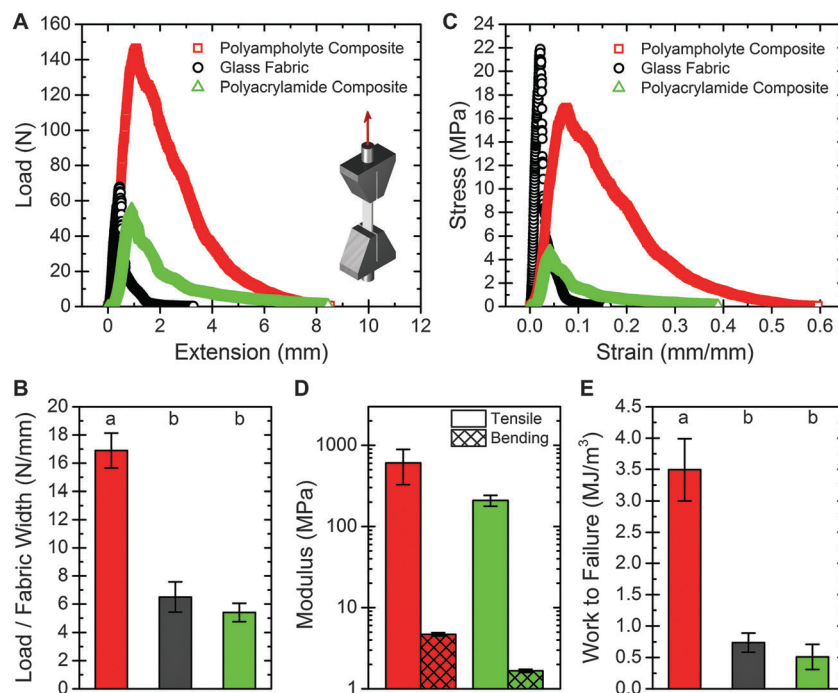 A
160
140
120
100
80
60
40
20
0
Load (N)
Polyampholyte Composite
Glass Fabric
Polyacrylamide Composite
0 2 4 6 8 10 12
Extension (mm)
C
24
22
20
18
16
14
12
10
8
6
4
2
0
Stress (MPa)
Polyampholyte Composite
Glass Fabric
Polyacrylamide Composite
0.0 0.1 0.2 0.3 0.4 0.5 0.6
Strain (mm/mm)
B
20
18
16
14
12
10
8
6
4
2
0
Load / Fabric Width (N/mm)
a b b
D
1000
100
10
1
Modulus (MPa)
Tensile
Bending
E
4.5
4.0
3.5
3.0
2.5
2.0
1.5
1.0
0.5
0.0
Work to Failure (MJ/m³)
a b b